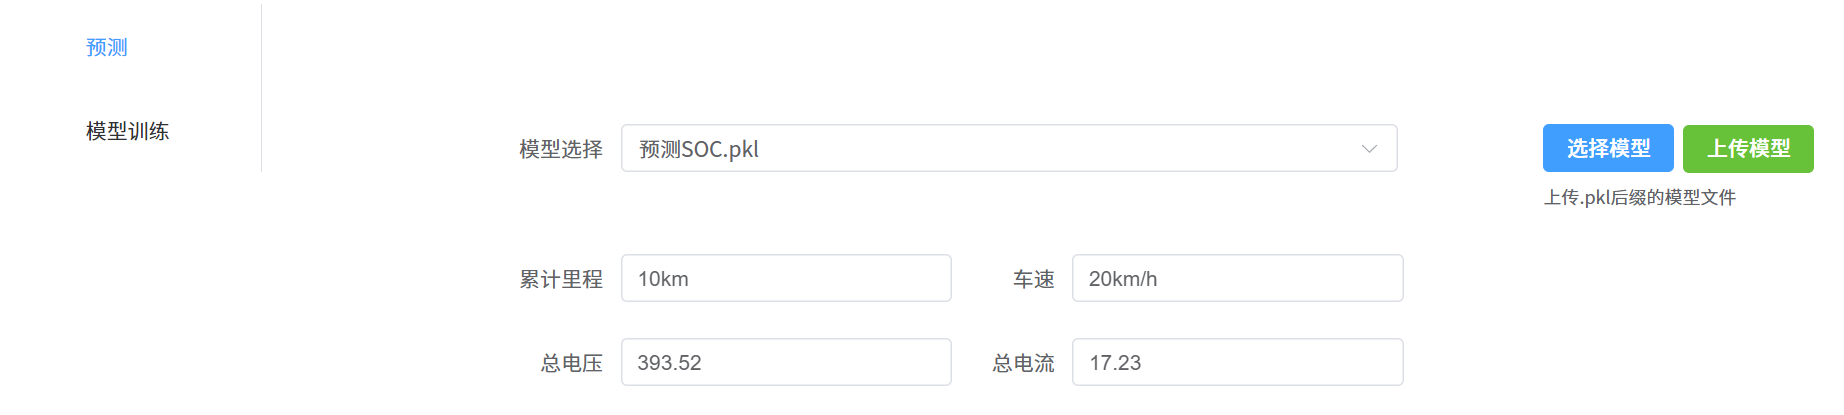 预测
模型训练
模型选择 预测SOC.pkl 选择模型 上传模型
上传.pkl后缀的模型文件
累计里程 10km 车速 20km/h
总电压 393.52 总电流 17.23